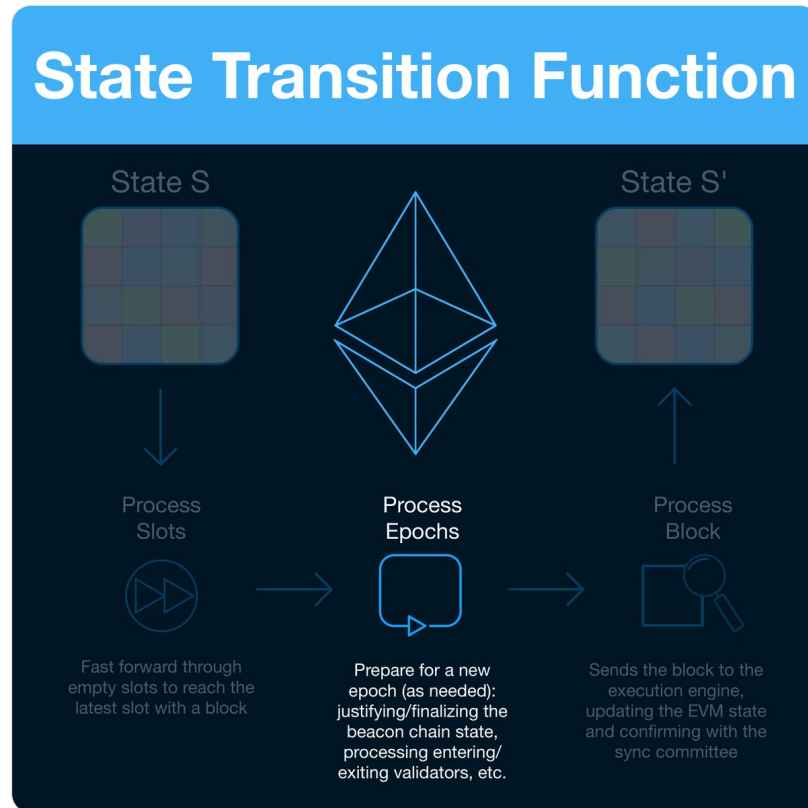 State Transition Function
State S
State S'
Process
Slots
Fast forward through
empty slots to reach the
latest slot with a block
Process
Epochs
Prepare for a new
epoch (as needed):
justifying/finalizing the
beacon chain state,
processing entering/
exiting validators, etc.
Process
Block
Sends the block to the
execution engine,
updating the EVM state
and confirming with the
sync committee